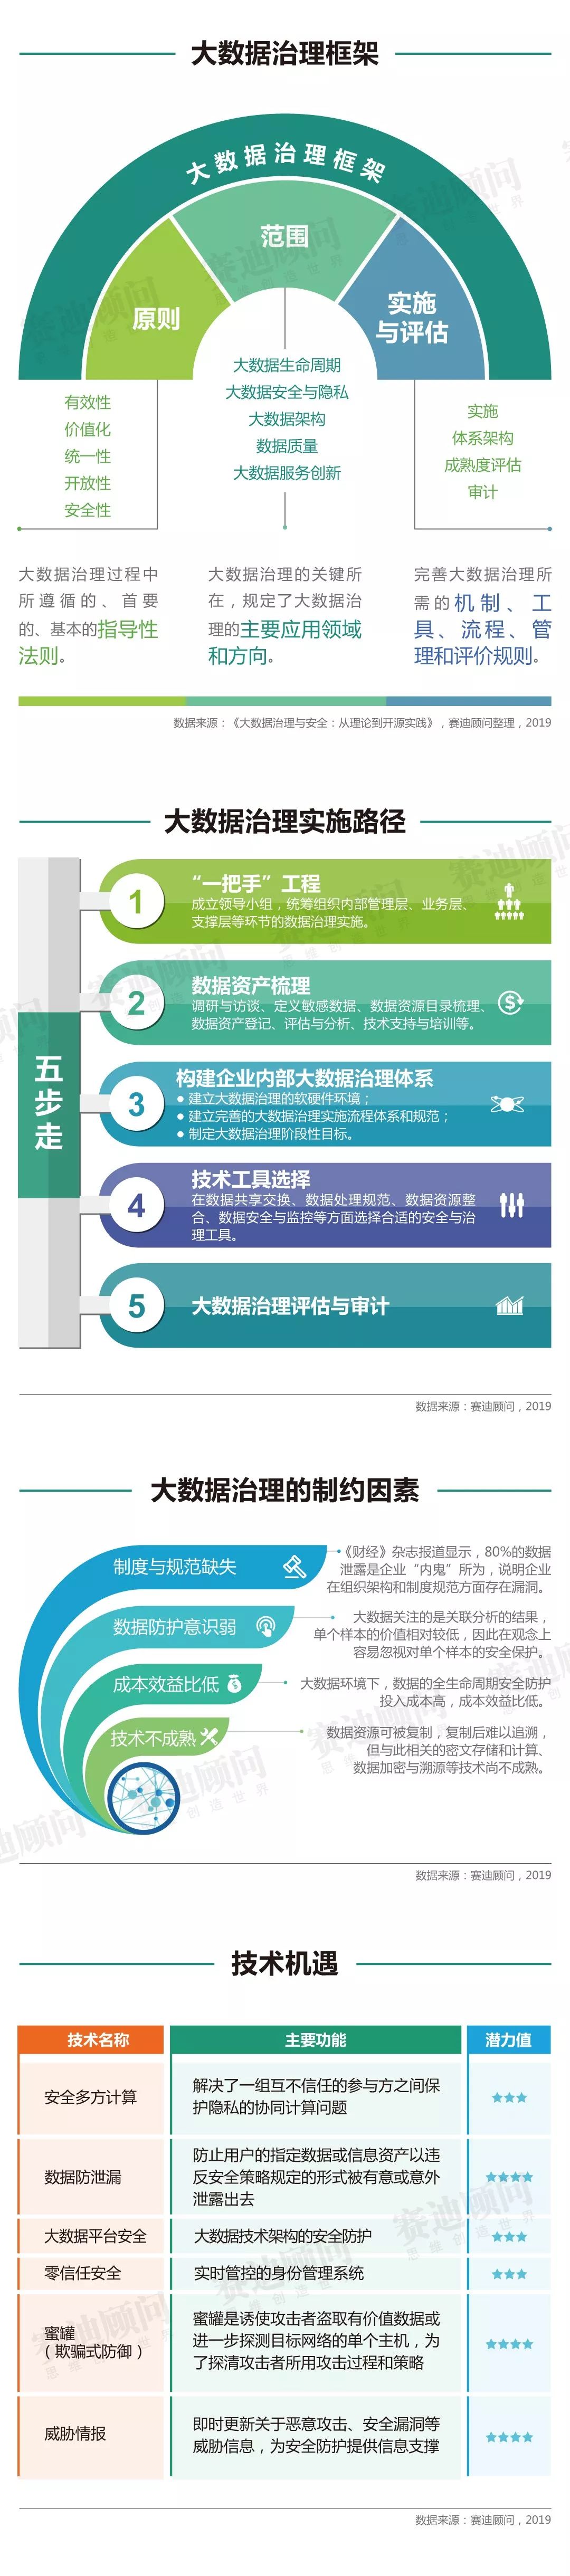 大数据治理框架
大数据治理框架
原则
范围
实施
与评估
有效性
价值化
统一性
开放性
安全性
大数据生命周期
大数据安全与隐私
大数据架构
数据质量
大数据服务创新
实施
体系架构
成熟度评估
审计
大数据治理过程中
所遵循的、首要
的、基本的指导性
法则。
大数据治理的关键所
在，规定了大数据治
理的主要应用领域
和方向。
完善大数据治理所
需的机制、工
具、流程、管
理和评价规则。
数据来源：《大数据治理与安全：从理论到开源实践》，赛迪顾问整理，2019
大数据治理实施路径
五步走
1
“一把手”工程
成立领导小组，统筹组织内部管理层、业务层、
支撑层等环节的数据治理实施。
2
数据资产梳理
调研与访谈、定义敏感数据、数据资源目录梳理、
数据资产登记、评估与分析、技术支持与培训等。
3
构建企业内部大数据治理体系
● 建立大数据治理的软硬件环境；
● 建立完善的大数据治理实施流程体系和规范；
● 制定大数据治理阶段性目标。
4
技术工具选择
在数据共享交换、数据处理规范、数据资源整
合、数据安全与监控等方面选择合适的安全与治
理工具。
5
大数据治理评估与审计
数据来源：赛迪顾问，2019
大数据治理的制约因素
制度与规范缺失
《财经》杂志报道显示，80%的数据
泄露是企业“内鬼”所为，说明企业
在组织架构和制度规范方面存在漏洞。
数据防护意识弱
大数据关注的是关联分析的结果，
单个样本的价值相对较低，因此在观念上
容易忽视对单个样本的安全保护。
成本效益比低
大数据环境下，数据的全生命周期安全防护
投入成本高，成本效益比低。
技术不成熟
数据资源可被复制，复制后难以追溯，
但与此相关的密文存储和计算、
数据加密与溯源等技术尚不成熟。
数据来源：赛迪顾问，2019
技术机遇
技术名称
主要功能
潜力值
安全多方计算
解决了一组互不信任的参与方之间保
护隐私的协同计算问题
★★★
数据防泄漏
防止用户的指定数据或信息资产以违
反安全策略规定的形式被有意或意外
泄露出去
★★★★
大数据平台安全
大数据技术架构的安全防护
★★★
零信任安全
实时管控的身份管理系统
★★★
蜜罐
（欺骗式防御）
蜜罐是诱使攻击者盗取有价值数据或
进一步探测目标网络的单个主机，为
了探清攻击者所用攻击过程和策略
★★★★
威胁情报
即时更新关于恶意攻击、安全漏洞等
威胁信息，为安全防护提供信息支撑
★★★★
数据来源：赛迪顾问，2019
赛迪顾问
思维创造世界